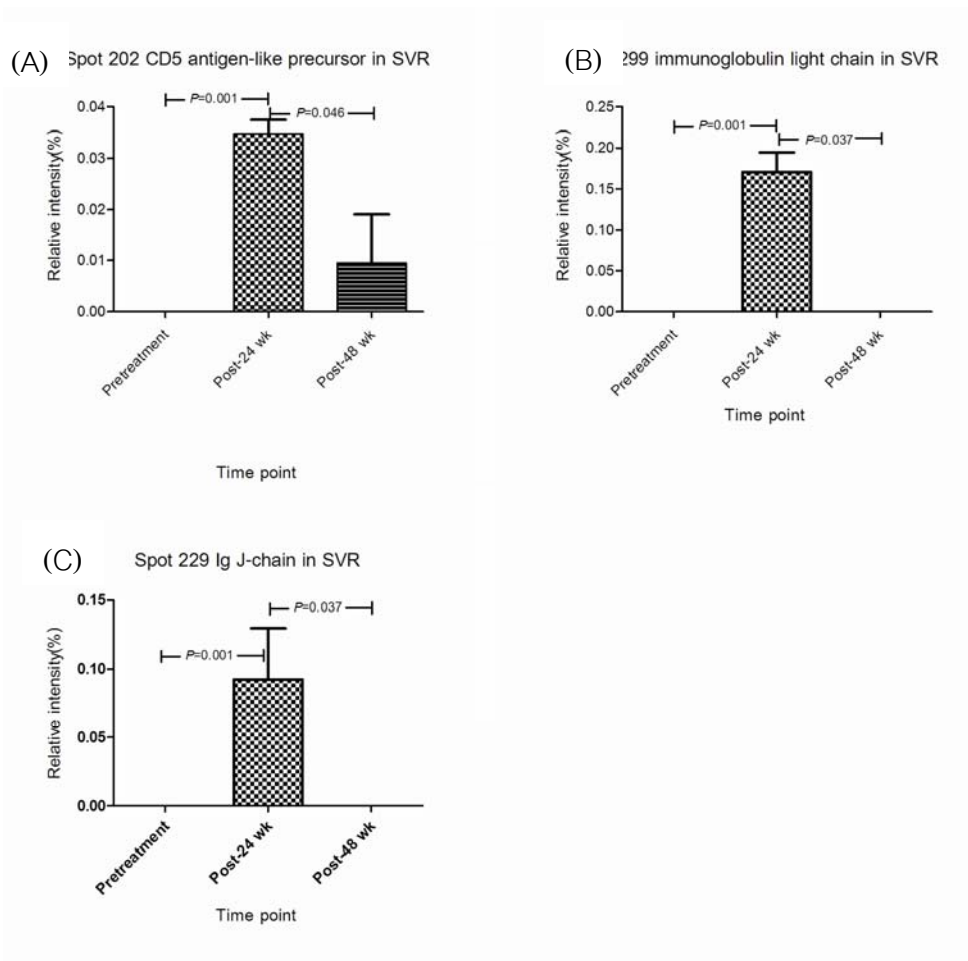 (A) Spot 202 CD5 antigen-like precursor in SVR
P=0.001
P=0.046
0.04
0.03
0.02
0.01
0.00
Relative intensity(%)
Pretreatment
Post-24 wk
Post-48 wk
Time point
(B) 299 immunoglobulin light chain in SVR
P=0.001
P=0.037
0.25
0.20
0.15
0.10
0.05
0.00
Relative intensity(%)
Pretreatment
Post-24 wk
Post-48 wk
Time point
(C) Spot 229 Ig J-chain in SVR
P=0.037
P=0.001
0.15
0.10
0.05
0.00
Relative intensity(%)
Pretreatment
Post-24 wk
Post-48 wk
Time point